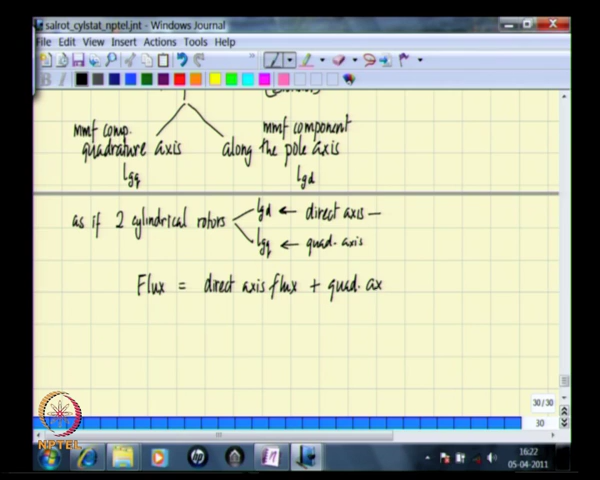 salrot_cylstat_nptel.jnt - Windows Journal
File Edit View Insert Actions Tools Help
mmf comp. mmf component
quadrature axis along the pole axis
lgq lgd
as if 2 cylindrical rotors lgd ← direct axis —
lgq ← quad. axis
Flux = direct axis flux + quad. ax
30/30
30
NPTEL
16:22
05-04-2011